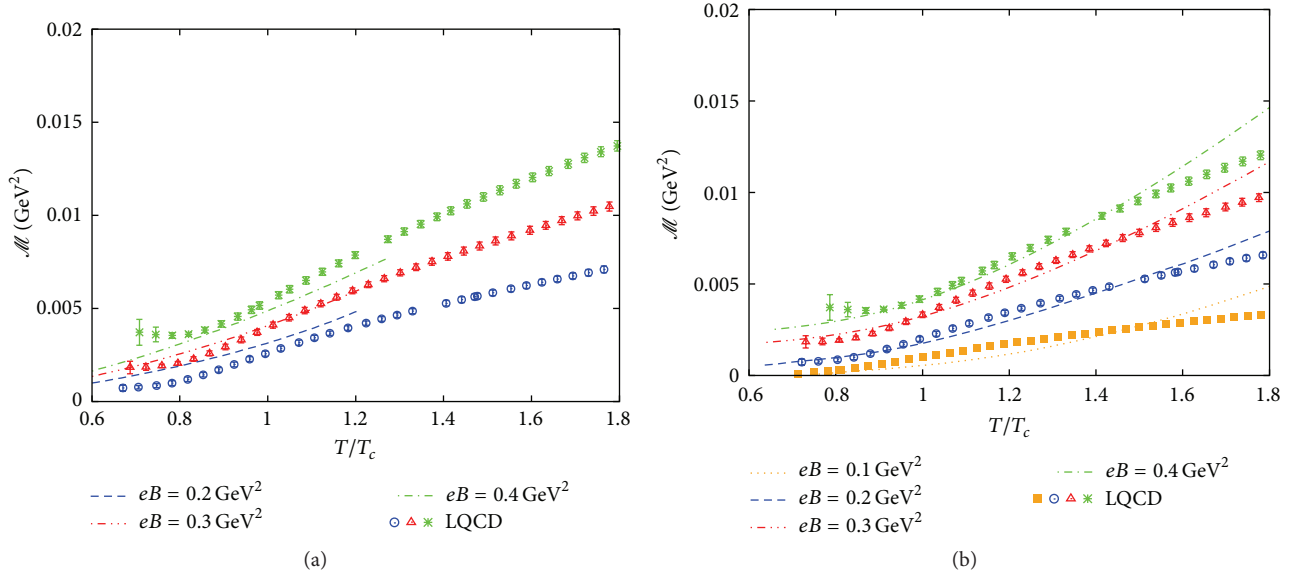 0.02
0.015
0.01
0.005
0
ℳ (GeV²)
0.6 0.8 1 1.2 1.4 1.6 1.8
T/T_c
eB = 0.2 GeV²
eB = 0.3 GeV²
eB = 0.4 GeV²
LQCD
(a)
0.02
0.015
0.01
0.005
0
ℳ (GeV²)
0.6 0.8 1 1.2 1.4 1.6 1.8
T/T_c
eB = 0.1 GeV²
eB = 0.2 GeV²
eB = 0.3 GeV²
eB = 0.4 GeV²
LQCD
(b)